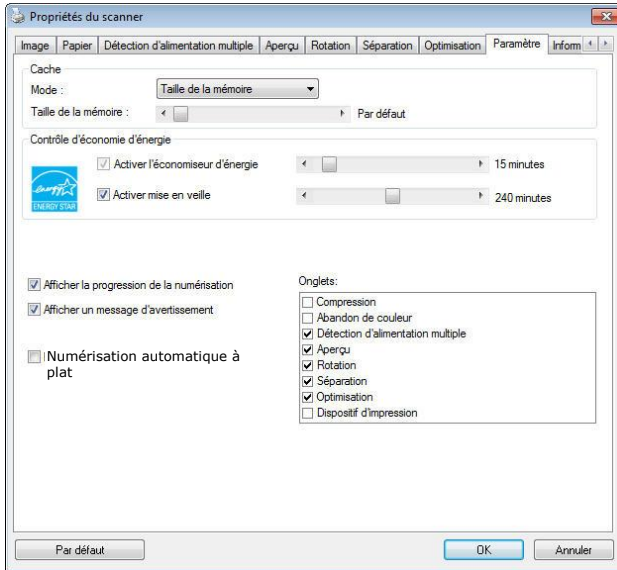 Propriétés du scanner
Image Papier Détection d'alimentation multiple Aperçu Rotation Séparation Optimisation Paramètre Inform
Cache
Mode : Taille de la mémoire
Taille de la mémoire : Par défaut
Contrôle d'économie d'énergie
Activer l'économiseur d'énergie 15 minutes
energy
ENERGY STAR
Activer mise en veille 240 minutes
Afficher la progression de la numérisation
Afficher un message d'avertissement
Numérisation automatique à
plat
Onglets:
Compression
Abandon de couleur
Détection d'alimentation multiple
Aperçu
Rotation
Séparation
Optimisation
Dispositif d'impression
Par défaut OK Annuler